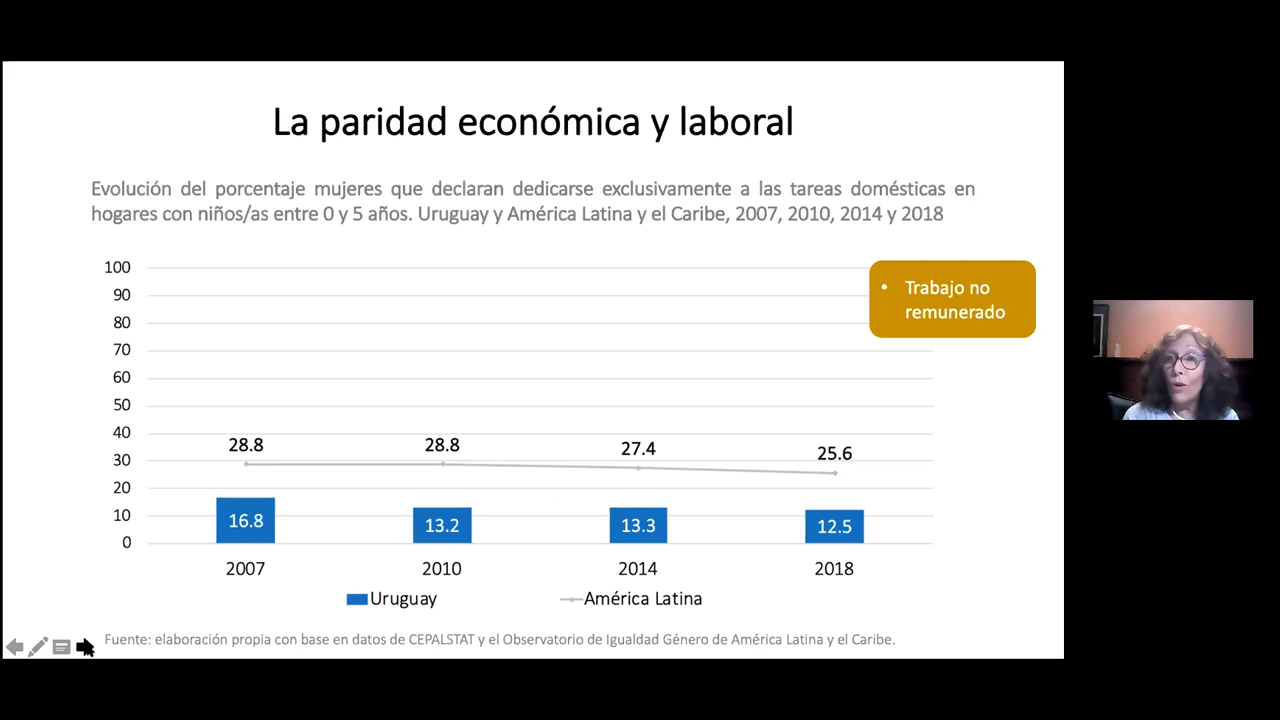 La paridad económica y laboral
Evolución del porcentaje mujeres que declaran dedicarse exclusivamente a las tareas domésticas en
hogares con niños/as entre 0 y 5 años. Uruguay y América Latina y el Caribe, 2007, 2010, 2014 y 2018
• Trabajo no
remunerado
100
90
80
70
60
50
40
30
20
10
0
28.8 28.8 27.4 25.6
16.8 13.2 13.3 12.5
2007 2010 2014 2018
Uruguay América Latina
Fuente: elaboración propia con base en datos de CEPALSTAT y el Observatorio de Igualdad Género de América Latina y el Caribe.